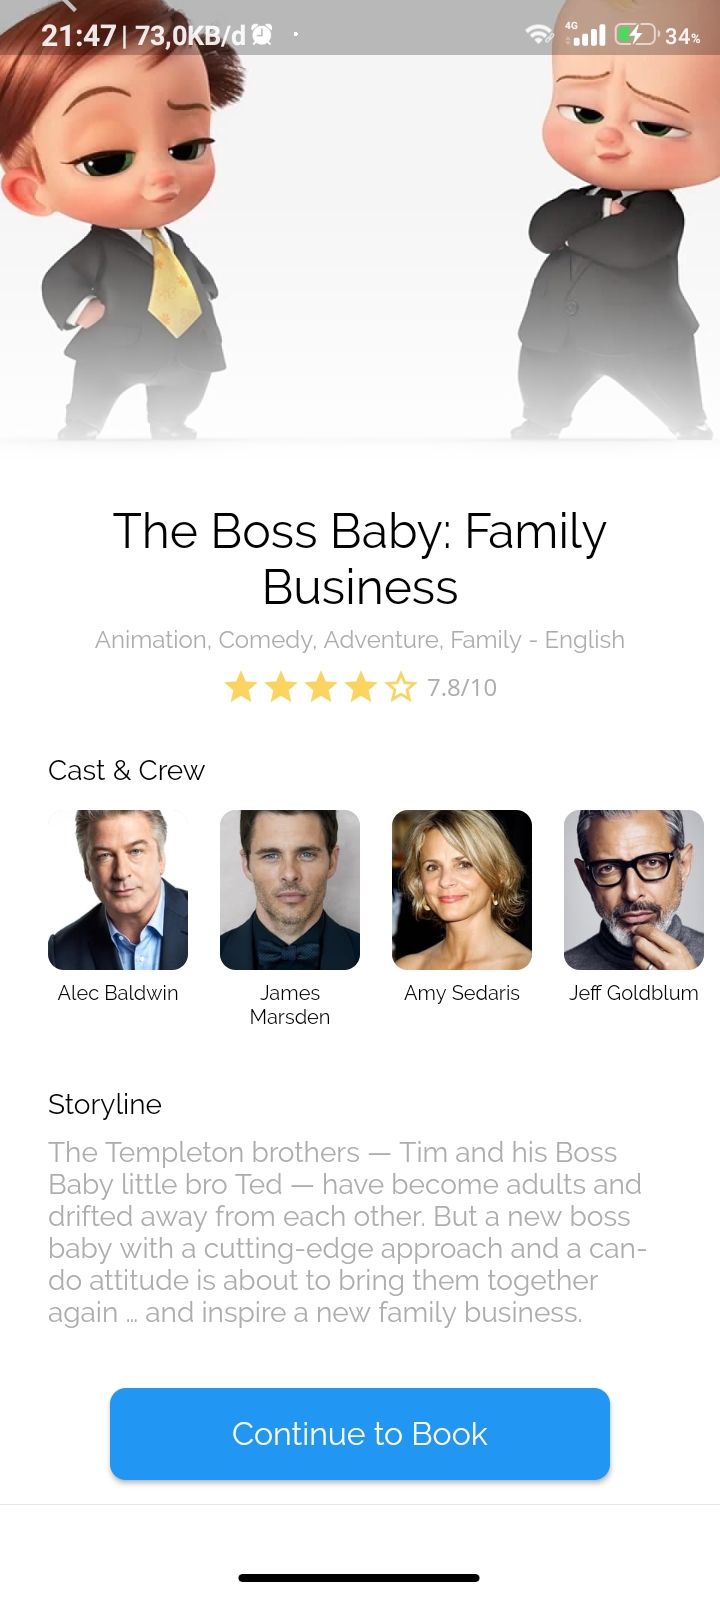 21:47 | 73,0KB/d
4G
34%
The Boss Baby: Family
Business
Animation, Comedy, Adventure, Family - English
7.8/10
Cast & Crew
Alec Baldwin
James
Marsden
Amy Sedaris
Jeff Goldblum
Storyline
The Templeton brothers — Tim and his Boss
Baby little bro Ted — have become adults and
drifted away from each other. But a new boss
baby with a cutting-edge approach and a can-
do attitude is about to bring them together
again … and inspire a new family business.
Continue to Book